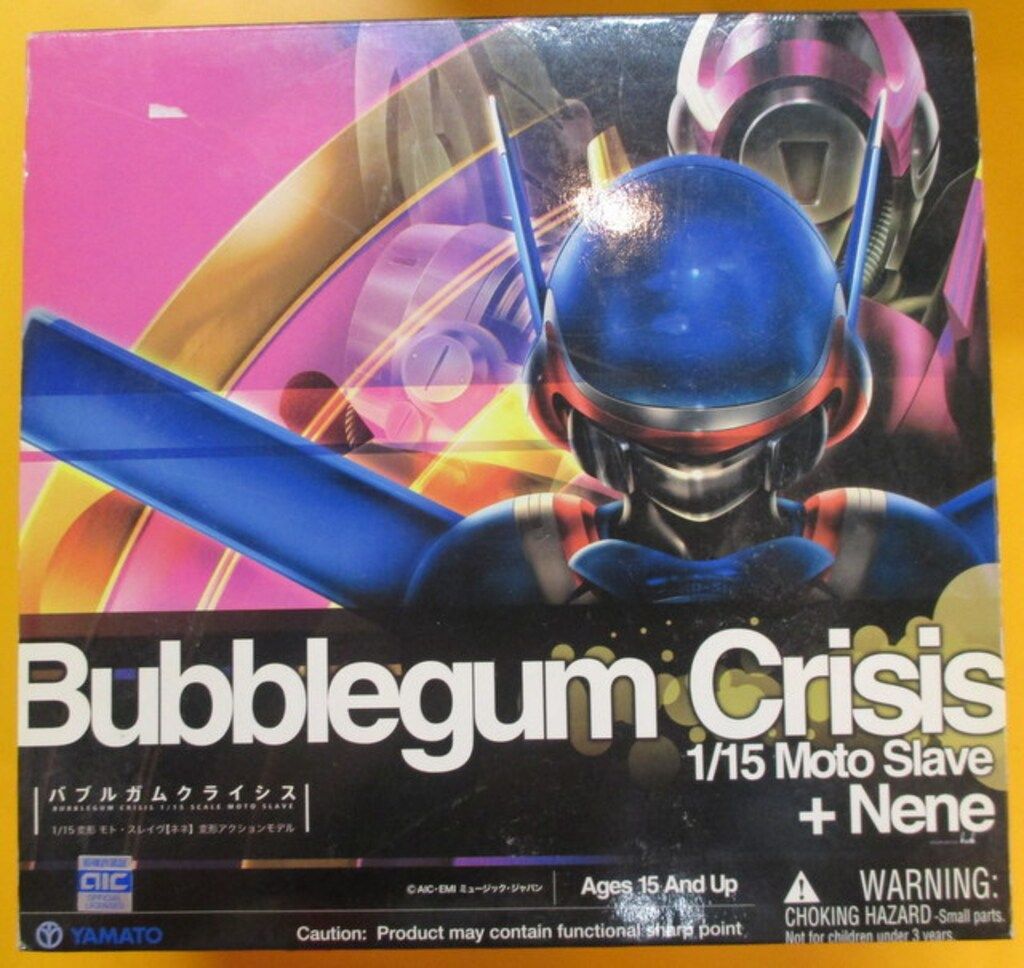 Bubblegum Crisis
1/15 Moto Slave
+ Nene
バブルガムクライシス
BUBBLEGUM CRISIS 1/15 SCALE MOTO SLAVE
1/15 変形 モト・スレイヴ【ネネ】 変形アクションモデル
aic
OFFICIAL
LICENSED
©AIC・EMI ミュージック・ジャパン
Ages 15 And Up
WARNING:
CHOKING HAZARD -Small parts.
Not for children under 3 years.
YAMATO
Caution: Product may contain functional sharp point